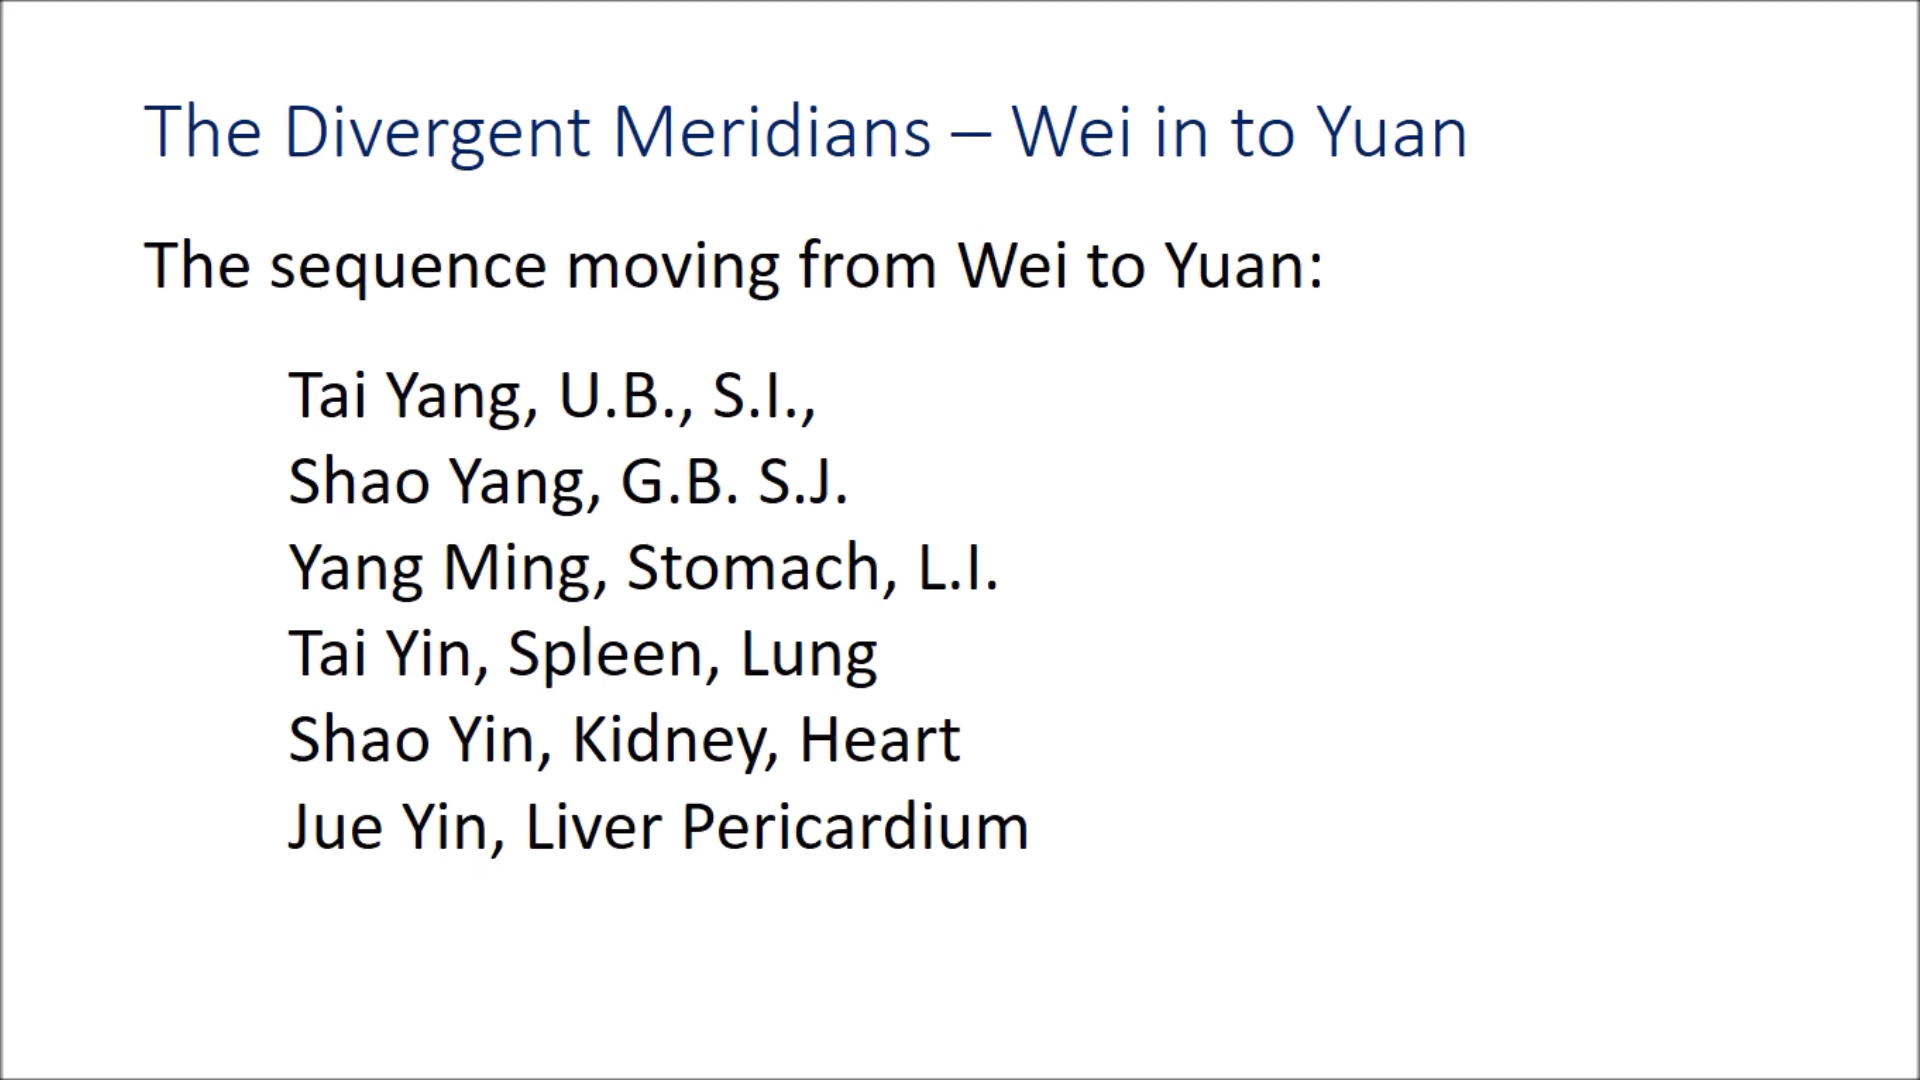 The Divergent Meridians – Wei in to Yuan
The sequence moving from Wei to Yuan:
Tai Yang, U.B., S.I.,
Shao Yang, G.B. S.J.
Yang Ming, Stomach, L.I.
Tai Yin, Spleen, Lung
Shao Yin, Kidney, Heart
Jue Yin, Liver Pericardium